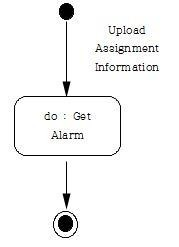 Upload
Assignment
Information
do : Get
Alarm